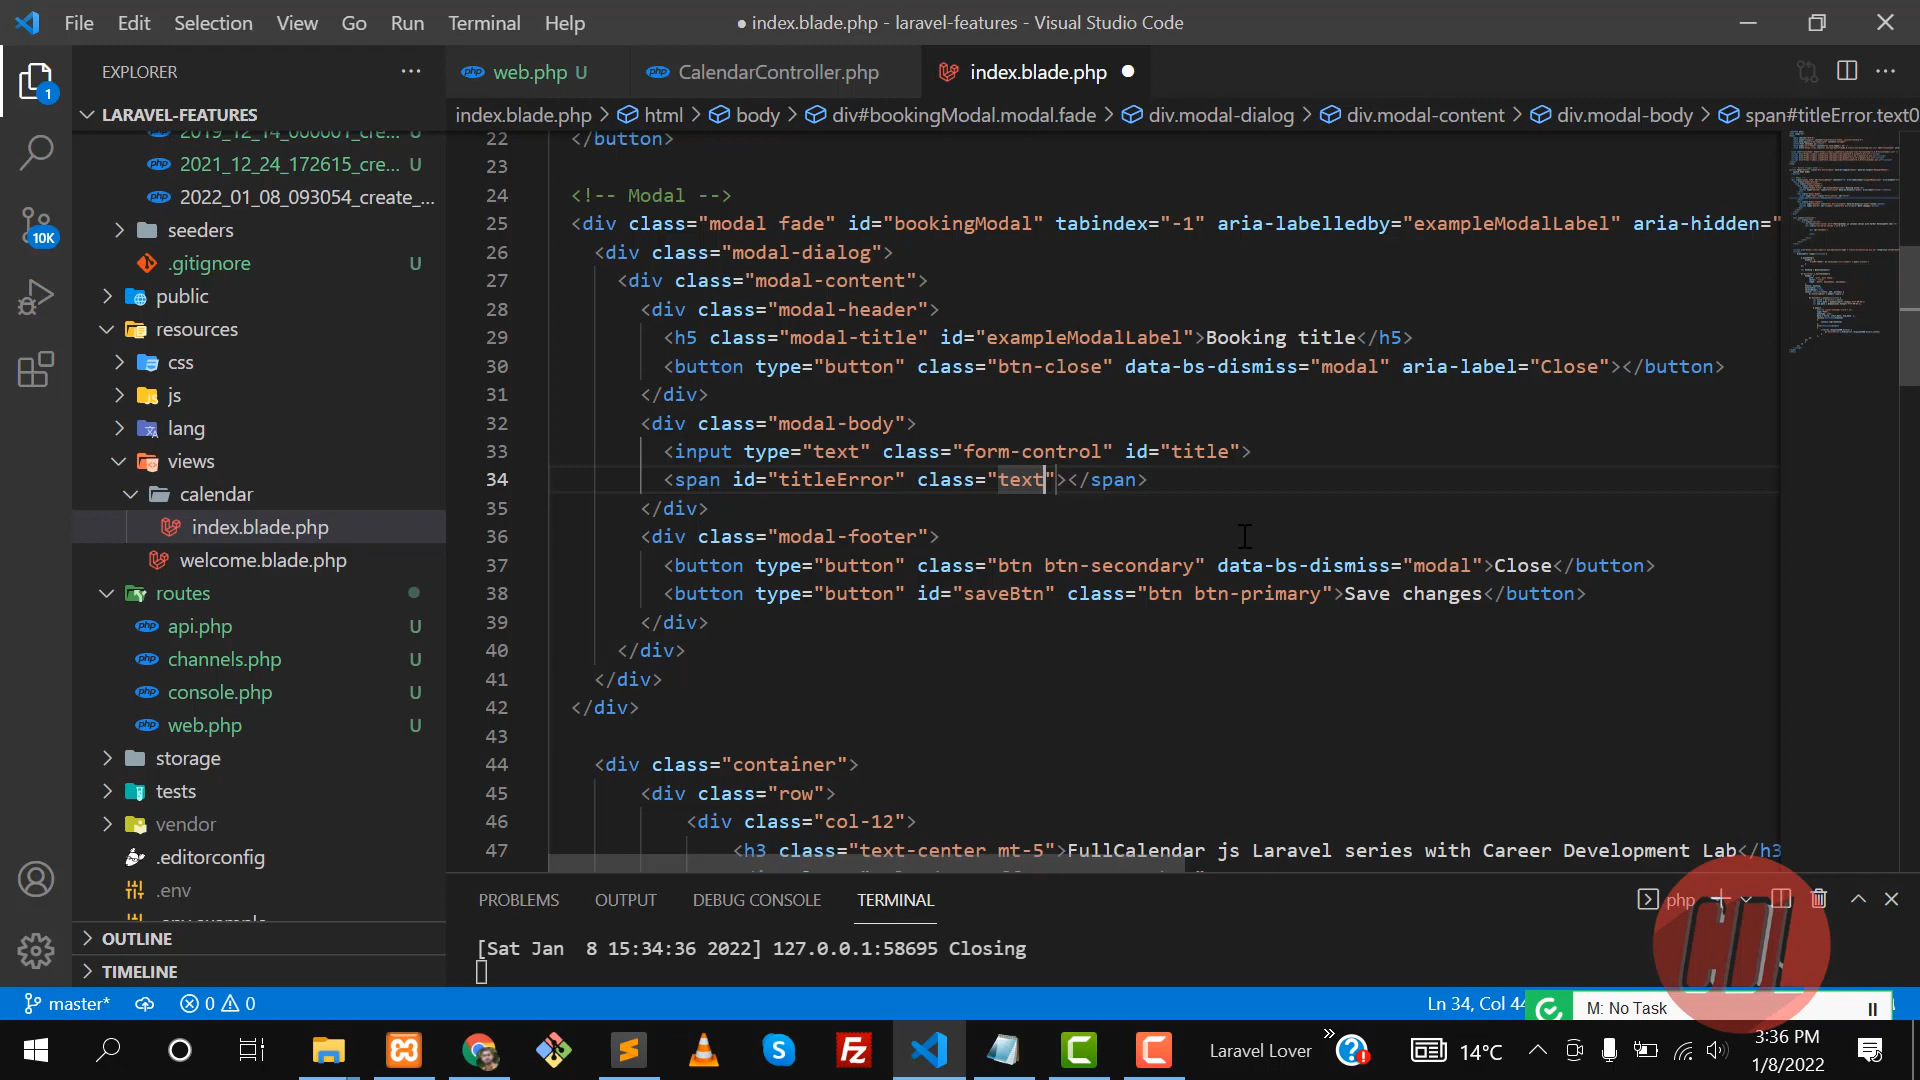 File Edit Selection View Go Run Terminal Help
● index.blade.php - laravel-features - Visual Studio Code
EXPLORER
LARAVEL-FEATURES
2021_12_24_172615_cre... U
2022_01_08_093054_create_...
seeders
.gitignore U
public
resources
css
js
lang
views
calendar
index.blade.php
welcome.blade.php
routes
api.php U
channels.php U
console.php U
web.php U
storage
tests
vendor
.editorconfig
.env
OUTLINE
TIMELINE
1
10K
web.php U
CalendarController.php
index.blade.php
index.blade.php > html > body > div#bookingModal.modal.fade > div.modal-dialog > div.modal-content > div.modal-body > span#titleError.text0
22 </button>
23
24 <!-- Modal -->
25 <div class="modal fade" id="bookingModal" tabindex="-1" aria-labelledby="exampleModalLabel" aria-hidden="
26 <div class="modal-dialog">
27 <div class="modal-content">
28 <div class="modal-header">
29 <h5 class="modal-title" id="exampleModalLabel">Booking title</h5>
30 <button type="button" class="btn-close" data-bs-dismiss="modal" aria-label="Close"></button>
31 </div>
32 <div class="modal-body">
33 <input type="text" class="form-control" id="title">
34 <span id="titleError" class="text"></span>
35 </div>
36 <div class="modal-footer">
37 <button type="button" class="btn btn-secondary" data-bs-dismiss="modal">Close</button>
38 <button type="button" id="saveBtn" class="btn btn-primary">Save changes</button>
39 </div>
40 </div>
41 </div>
42 </div>
43
44 <div class="container">
45 <div class="row">
46 <div class="col-12">
47 <h3 class="text-center mt-5">FullCalendar js Laravel series with Career Development Lab</h3
PROBLEMS OUTPUT DEBUG CONSOLE TERMINAL
php
[Sat Jan  8 15:34:36 2022] 127.0.0.1:58695 Closing
CDL
master* 0 0
Ln 34, Col 44
M: No Task
Laravel Lover
14°C
3:36 PM
1/8/2022